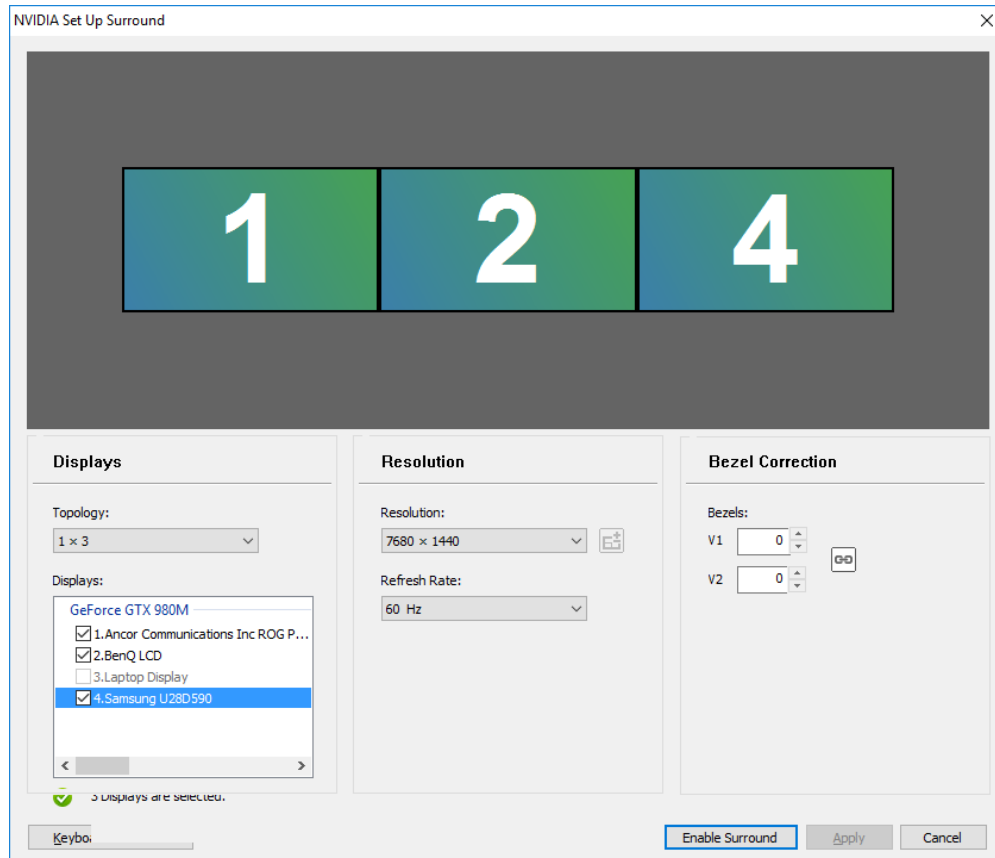 NVIDIA Set Up Surround
1 2 4
Displays
Topology:
1 × 3
Displays:
GeForce GTX 980M
1.Ancor Communications Inc ROG P...
2.BenQ LCD
3.Laptop Display
4.Samsung U28D590
3 Displays are selected.
Resolution
Resolution:
7680 × 1440
Refresh Rate:
60 Hz
Bezel Correction
Bezels:
V1 0
V2 0
Enable Surround Apply Cancel